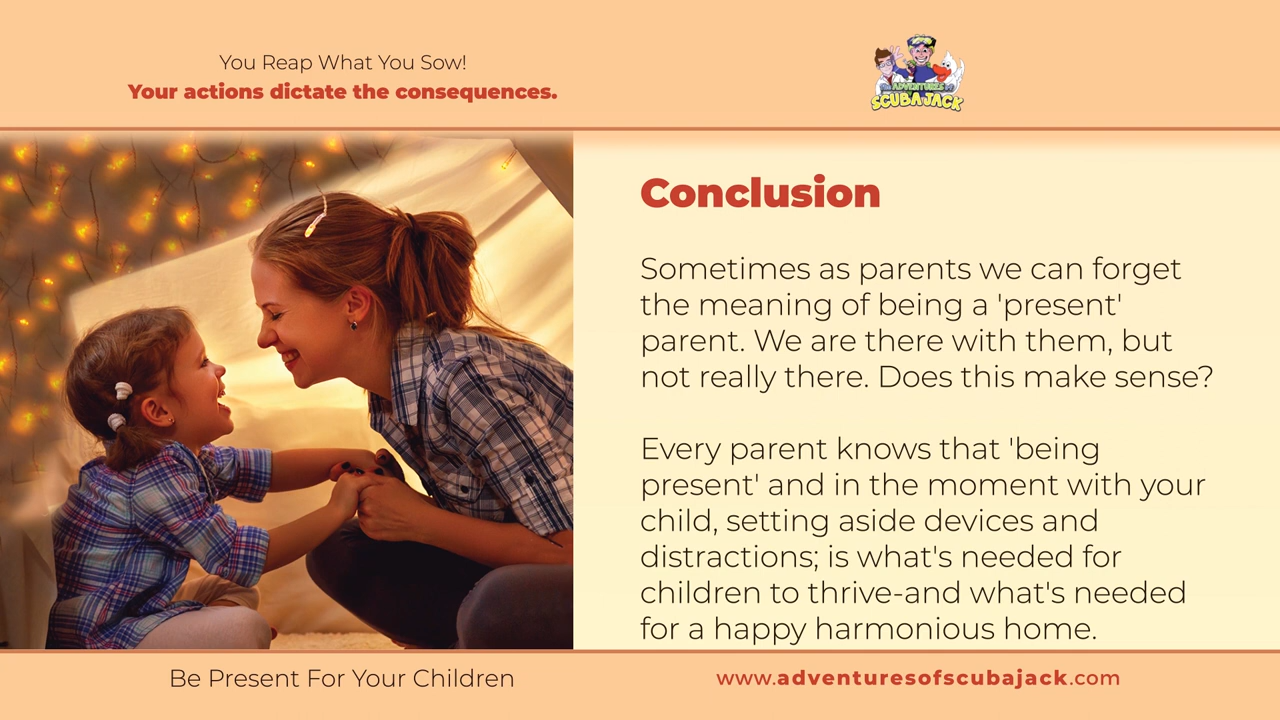 You Reap What You Sow!
Your actions dictate the consequences.
ADVENTURES
SCUBA JACK
Conclusion
Sometimes as parents we can forget
the meaning of being a 'present'
parent. We are there with them, but
not really there. Does this make sense?
Every parent knows that 'being
present' and in the moment with your
child, setting aside devices and
distractions; is what's needed for
children to thrive-and what's needed
for a happy harmonious home.
Be Present For Your Children
www.adventuresofscubajack.com